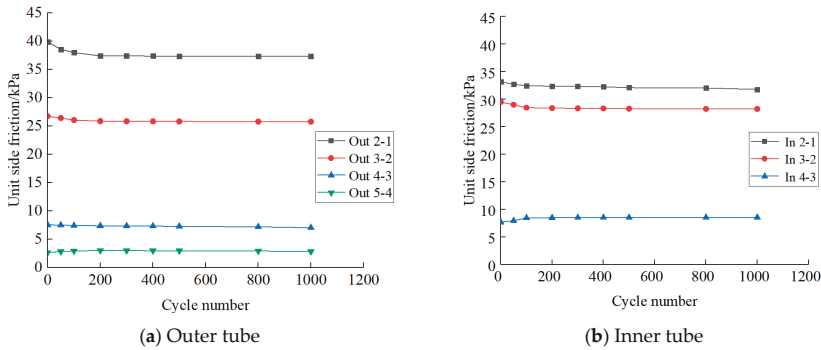 45
40
35
30
25
20
15
10
5
0
Unit side friction/kPa
Out 2-1
Out 3-2
Out 4-3
Out 5-4
0 200 400 600 800 1000 1200
Cycle number
(a) Outer tube
45
40
35
30
25
20
15
10
5
0
Unit side friction/kPa
In 2-1
In 3-2
In 4-3
0 200 400 600 800 1000 1200
Cycle number
(b) Inner tube